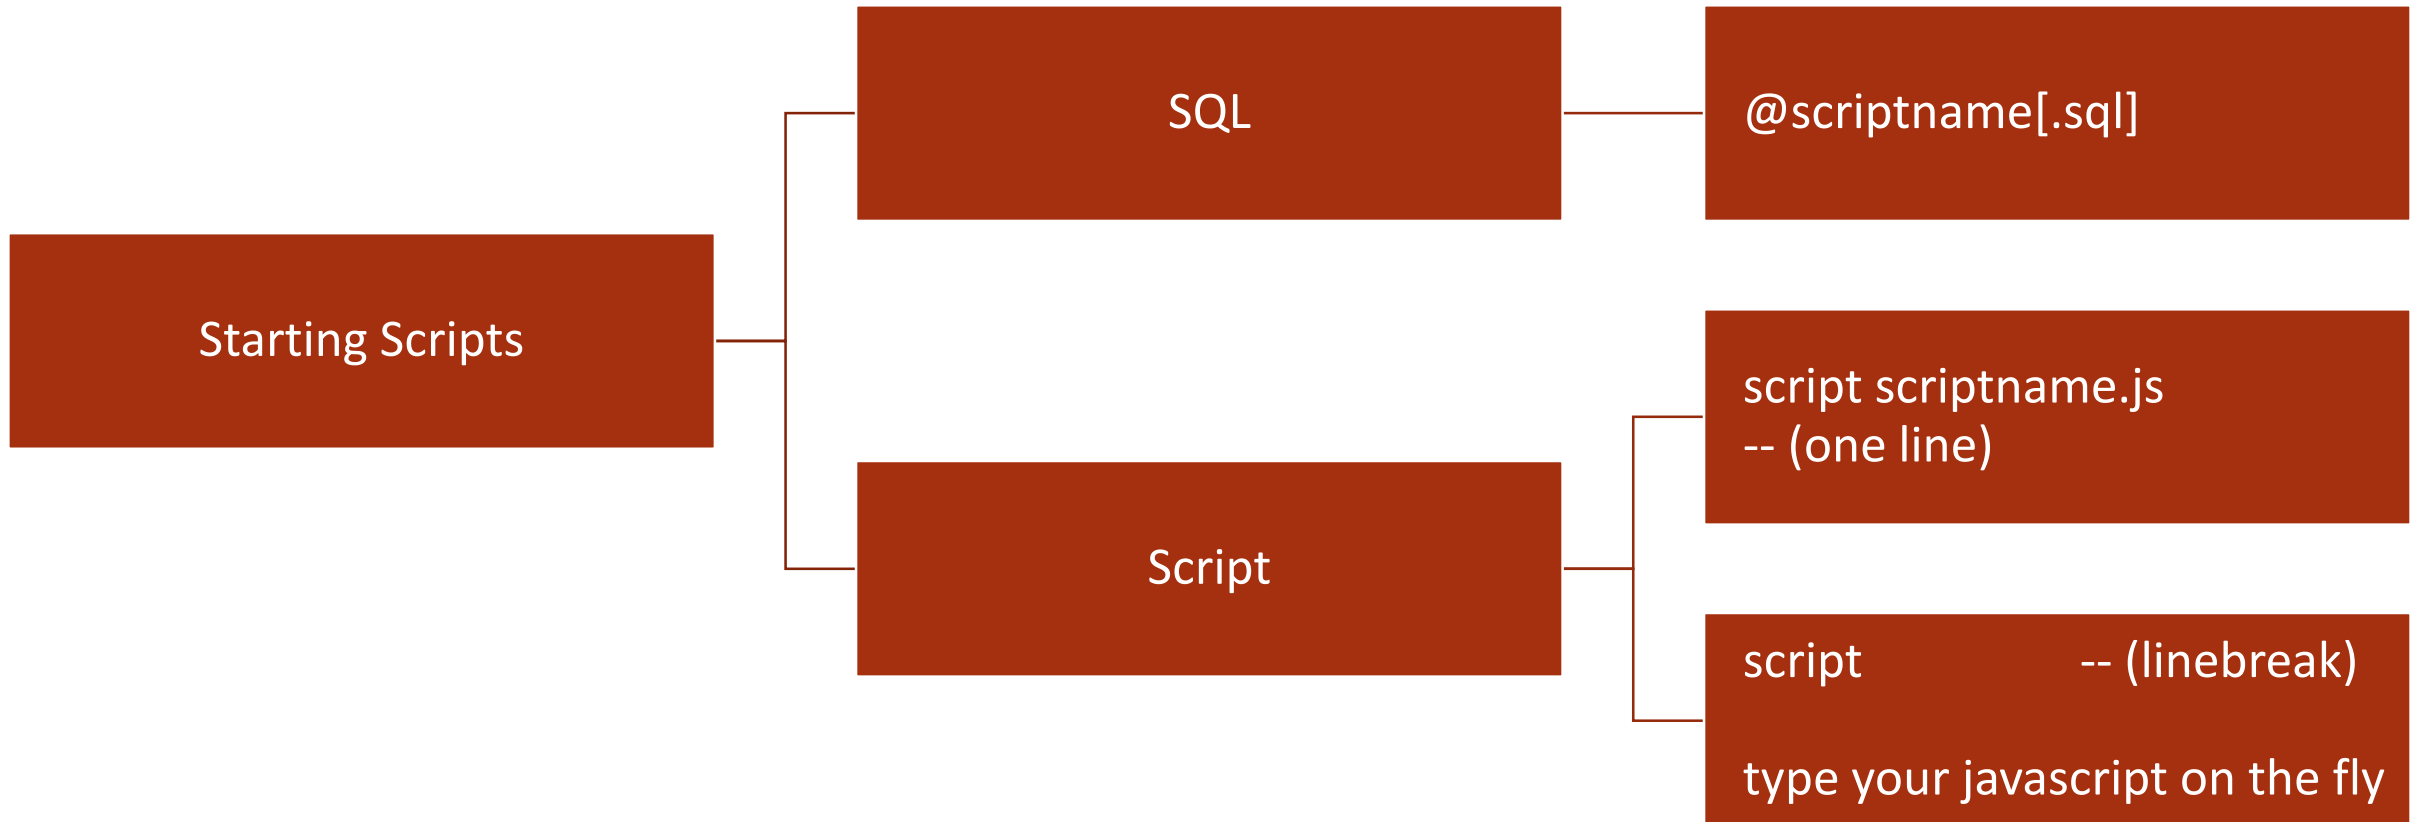 Starting Scripts
SQL
@scriptname[.sql]
Script
script scriptname.js
-- (one line)
script -- (linebreak)
type your javascript on the fly